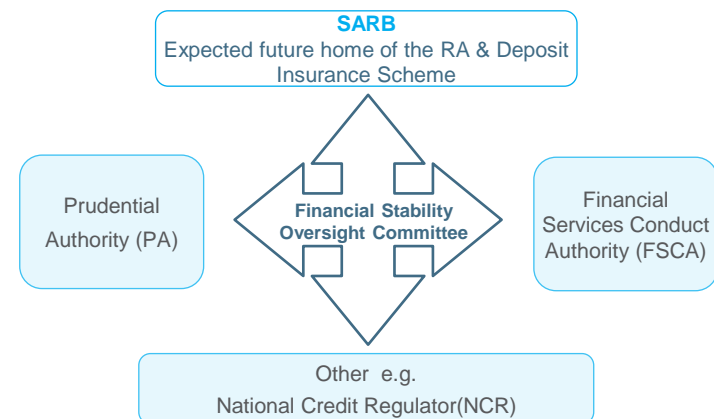 SARB
Expected future home of the RA & Deposit
Insurance Scheme
Prudential
Authority (PA)
Financial Stability
Oversight Committee
Financial
Services Conduct
Authority (FSCA)
Other e.g.
National Credit Regulator(NCR)